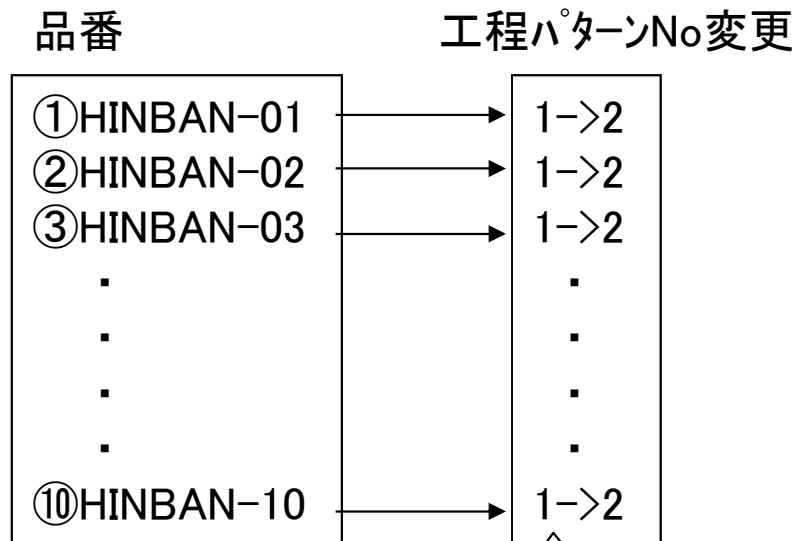 品番 工程ﾊﾟﾀｰﾝNo変更
①HINBAN-01 1->2
②HINBAN-02 1->2
③HINBAN-03 1->2
・ ・
・ ・
・ ・
・ ・
⑩HINBAN-10 1->2